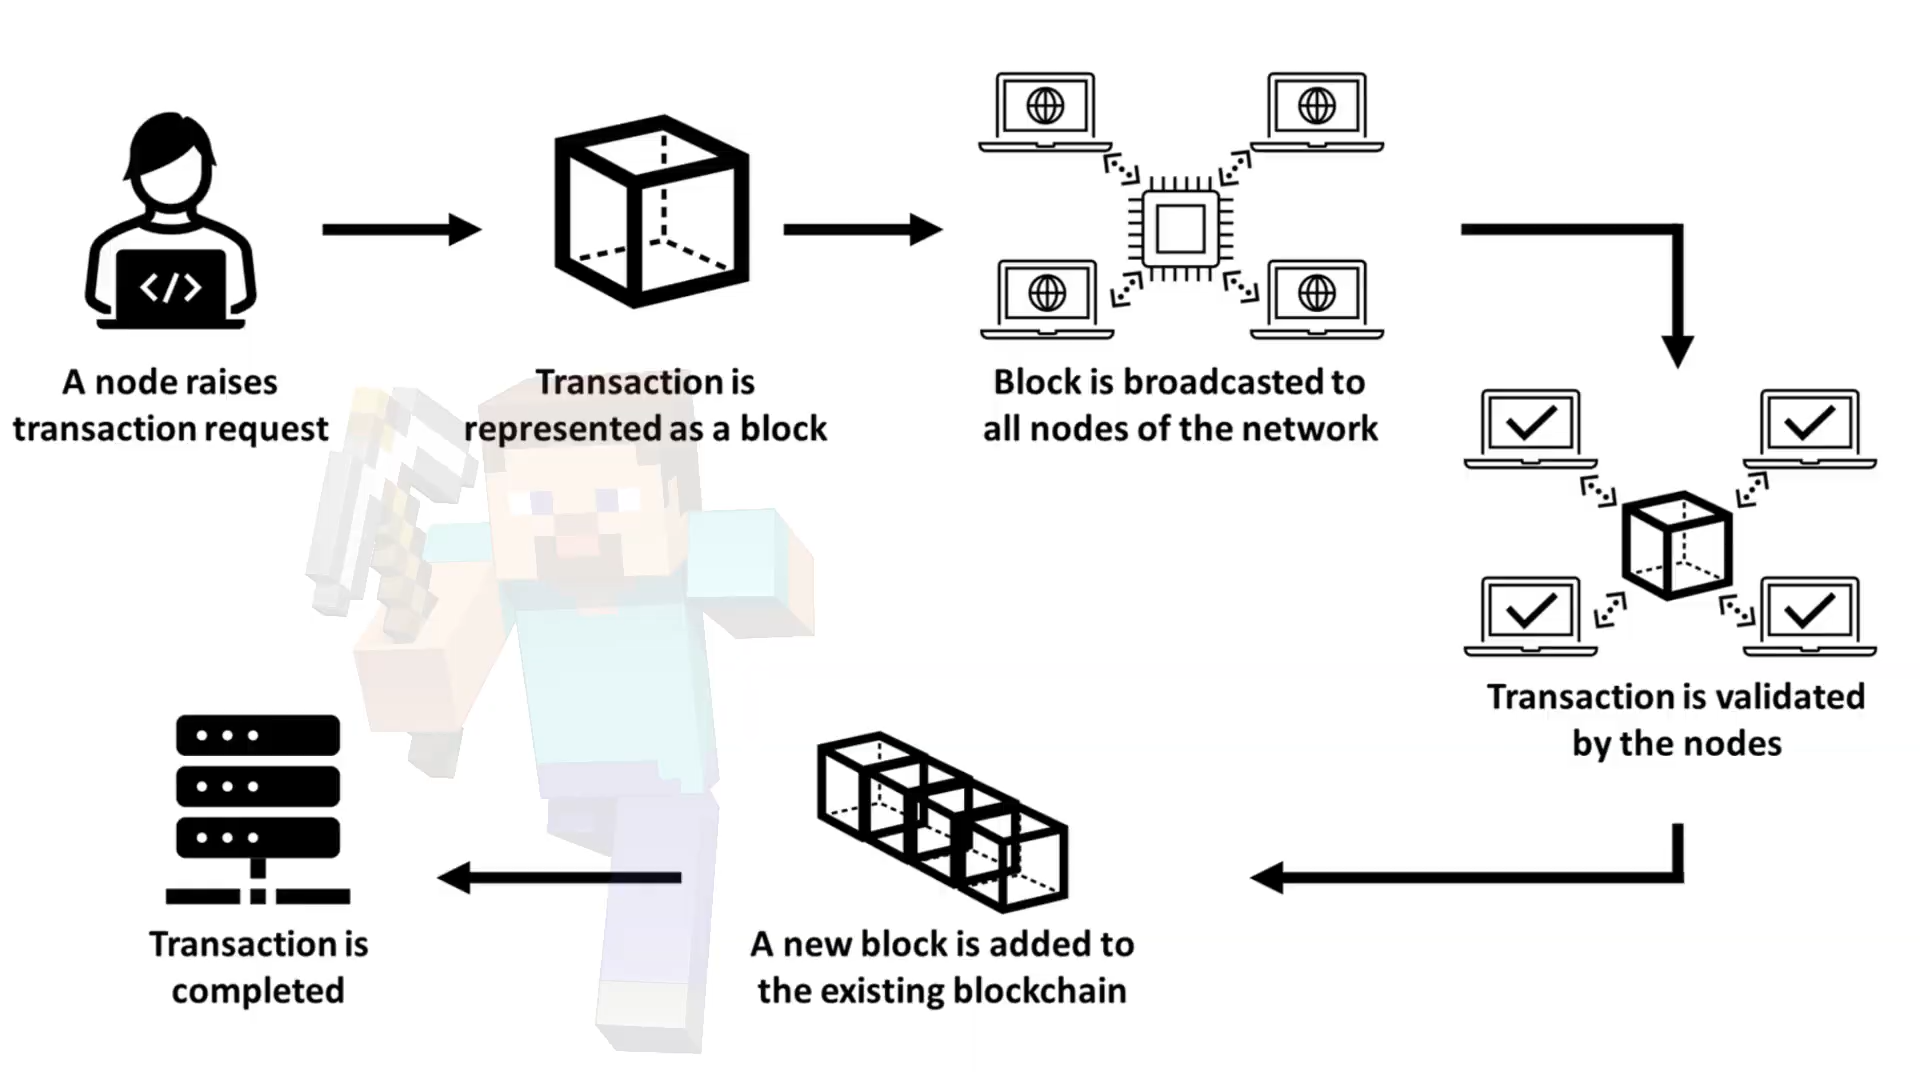 A node raises
transaction request
Transaction is
represented as a block
Block is broadcasted to
all nodes of the network
Transaction is validated
by the nodes
A new block is added to
the existing blockchain
Transaction is
completed